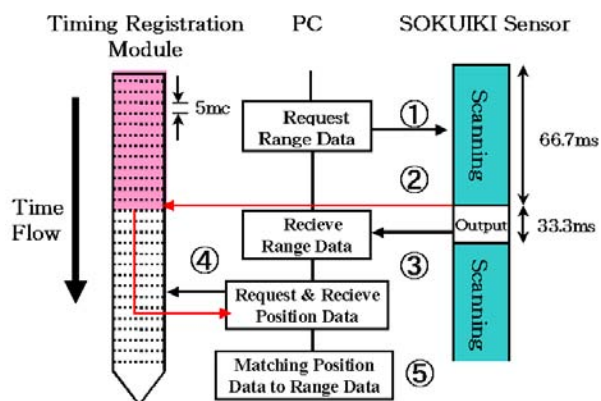 Timing Registration
Module
PC
SOKUIKI Sensor
5mc
Request
Range Data
①
Scanning
66.7ms
②
Time
Flow
Recieve
Range Data
Output
33.3ms
③
④
Request & Recieve
Position Data
Scanning
Matching Position
Data to Range Data
⑤